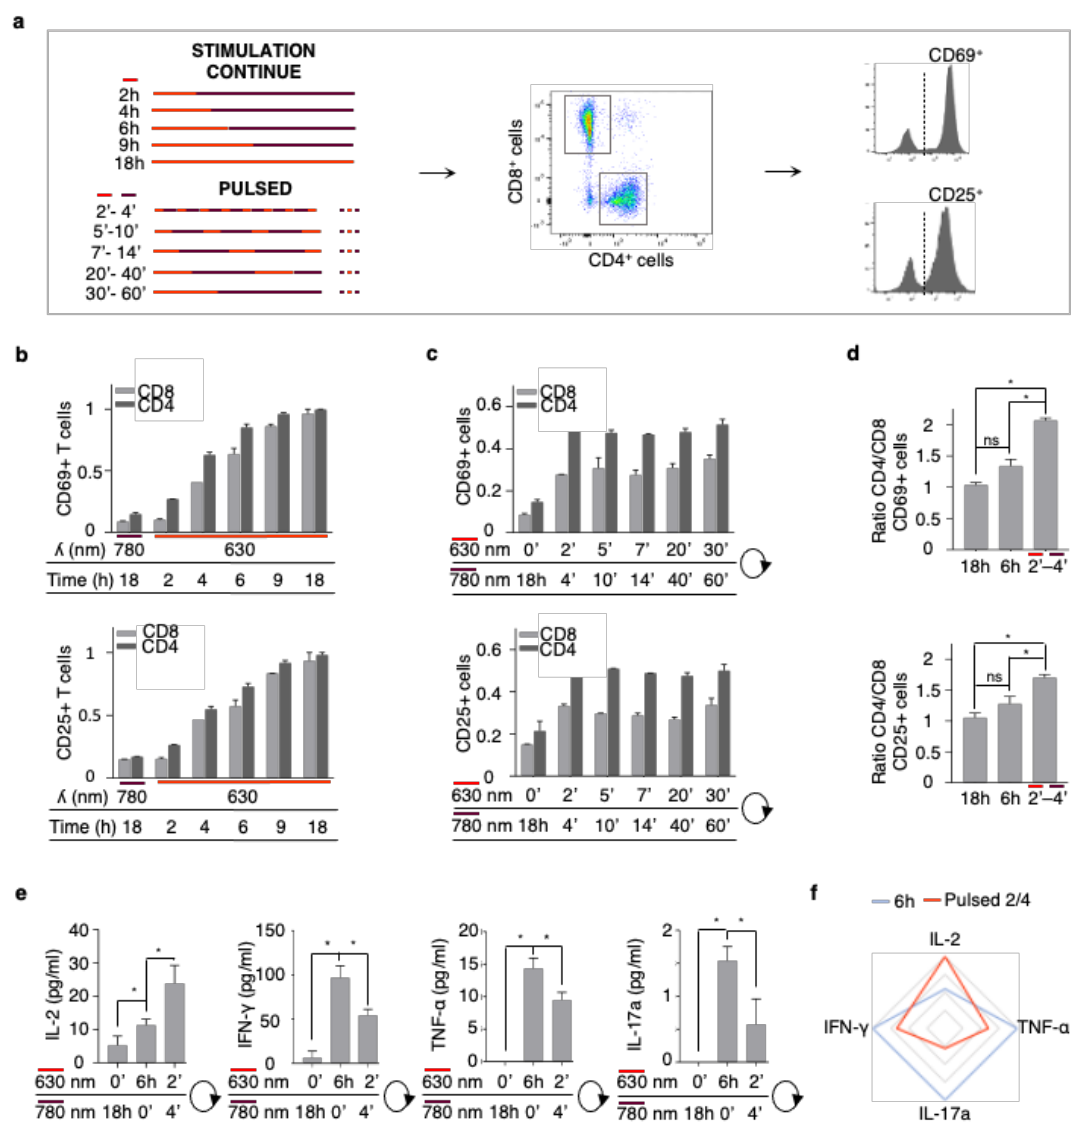 a
STIMULATION
CONTINUE
2h
4h
6h
9h
18h
PULSED
2’- 4’
5’-10’
7’- 14’
20’- 40’
30’- 60’
CD8⁺ cells
CD4⁺ cells
CD69⁺
CD25⁺
b
CD69+ T cells
1
0.5
0
CD8
CD4
ʎ (nm) 780 630
Time (h) 18 2 4 6 9 18
CD25+ T cells
1
0.5
0
CD8
CD4
ʎ (nm) 780 630
Time (h) 18 2 4 6 9 18
c
CD69+ cells
0.6
0.4
0.2
0
CD8
CD4
630 nm 0’ 2’ 5’ 7’ 20’ 30’
780 nm 18h 4’ 10’ 14’ 40’ 60’
CD25+ cells
0.6
0.4
0.2
0
CD8
CD4
630 nm 0’ 2’ 5’ 7’ 20’ 30’
780 nm 18h 4’ 10’ 14’ 40’ 60’
d
Ratio CD4/CD8
CD69+ cells
2
1.5
1
0.5
0
*
*
ns
18h 6h 2’–4’
Ratio CD4/CD8
CD25+ cells
2
1.5
1
0.5
0
*
*
ns
18h 6h 2’–4’
e
IL-2 (pg/ml)
40
30
20
10
0
* *
630 nm 0’ 6h 2’
780 nm 18h 0’ 4’
IFN-γ (pg/ml)
150
100
50
0
* *
630 nm 0’ 6h 2’
780 nm 18h 0’ 4’
TNF-α (pg/ml)
20
15
10
5
0
* *
630 nm 0’ 6h 2’
780 nm 18h 0’ 4’
IL-17a (pg/ml)
2
1
0
* *
630 nm 0’ 6h 2’
780 nm 18h 0’ 4’
f
6h Pulsed 2/4
IL-2
IFN-γ
TNF-α
IL-17a